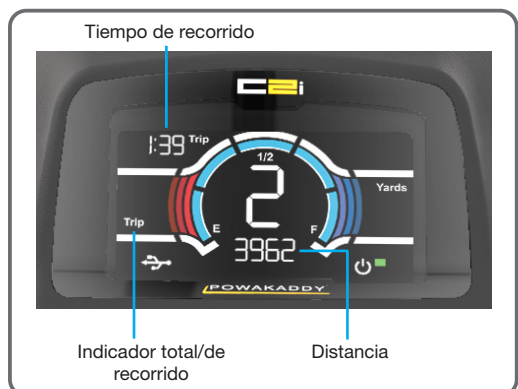 Tiempo de recorrido
C2i
1:39 Trip
1/2
2
Yards
Trip
E
F
3962
POWAKADDY
Indicador total/de
recorrido
Distancia